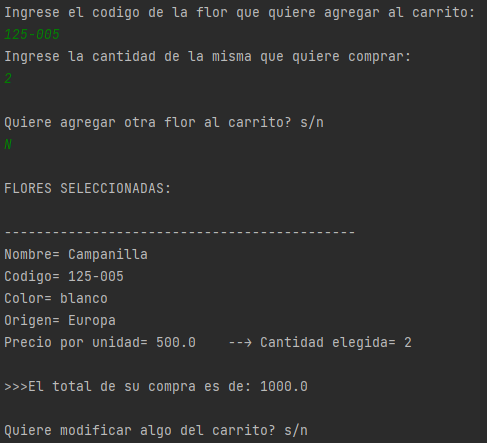 Ingrese el codigo de la flor que quiere agregar al carrito:
125-005
Ingrese la cantidad de la misma que quiere comprar:
2
Quiere agregar otra flor al carrito? s/n
N
FLORES SELECCIONADAS:
--------------------------------------------
Nombre= Campanilla
Codigo= 125-005
Color= blanco
Origen= Europa
Precio por unidad= 500.0    --> Cantidad elegida= 2
>>>El total de su compra es de: 1000.0
Quiere modificar algo del carrito? s/n